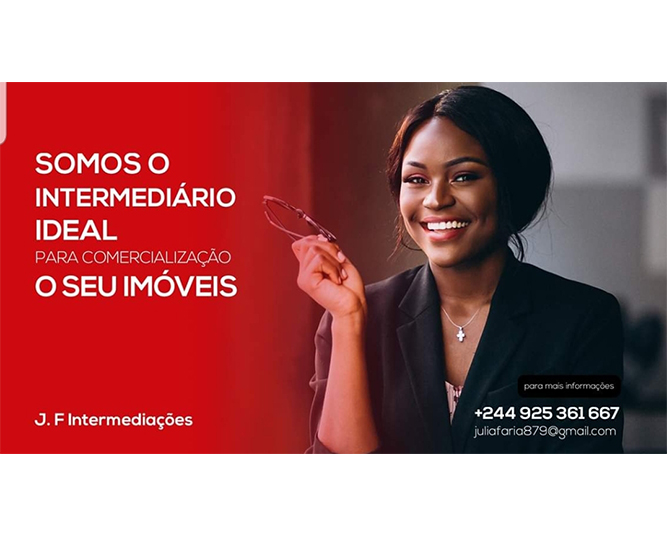 SOMOS O
INTERMEDIÁRIO
IDEAL
PARA COMERCIALIZAÇÃO
O SEU IMÓVEIS
J. F Intermediações
para mais informações
+244 925 361 667
juliafaria879@gmail.com